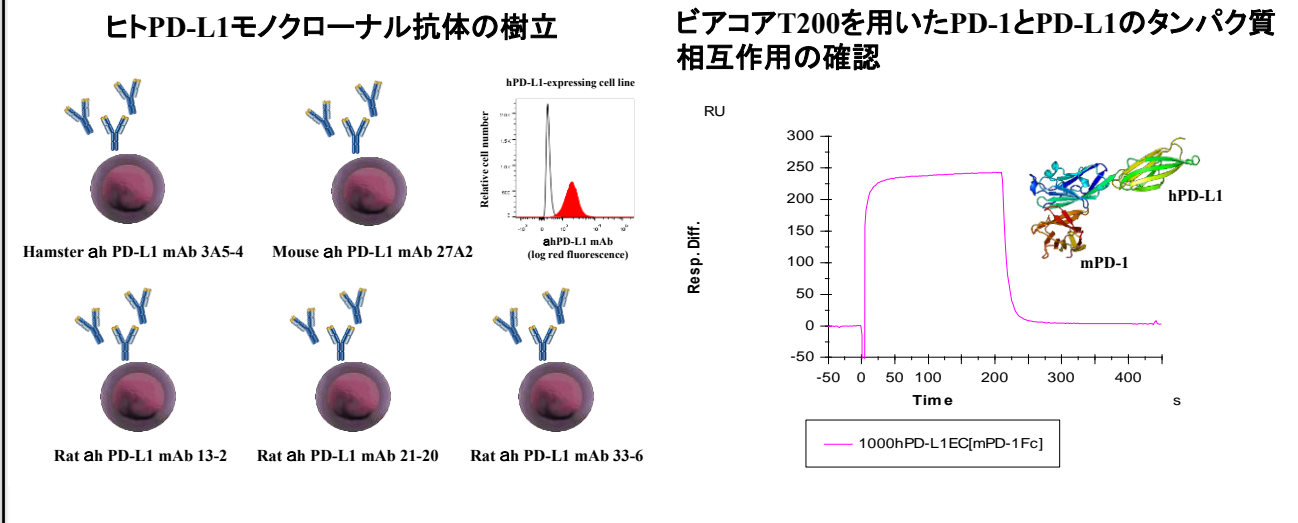 ヒトPD-L1モノクローナル抗体の樹立
hPD-L1-expressing cell line
Relative cell number
ahPD-L1 mAb
(log red fluorescence)
Hamster ah PD-L1 mAb 3A5-4
Mouse ah PD-L1 mAb 27A2
Rat ah PD-L1 mAb 13-2
Rat ah PD-L1 mAb 21-20
Rat ah PD-L1 mAb 33-6
ビアコアT200を用いたPD-1とPD-L1のタンパク質
相互作用の確認
RU
300
250
200
150
100
50
0
-50
Resp. Diff.
hPD-L1
mPD-1
-50 0 50 100 200 300 400
Time
s
1000hPD-L1EC[mPD-1Fc]